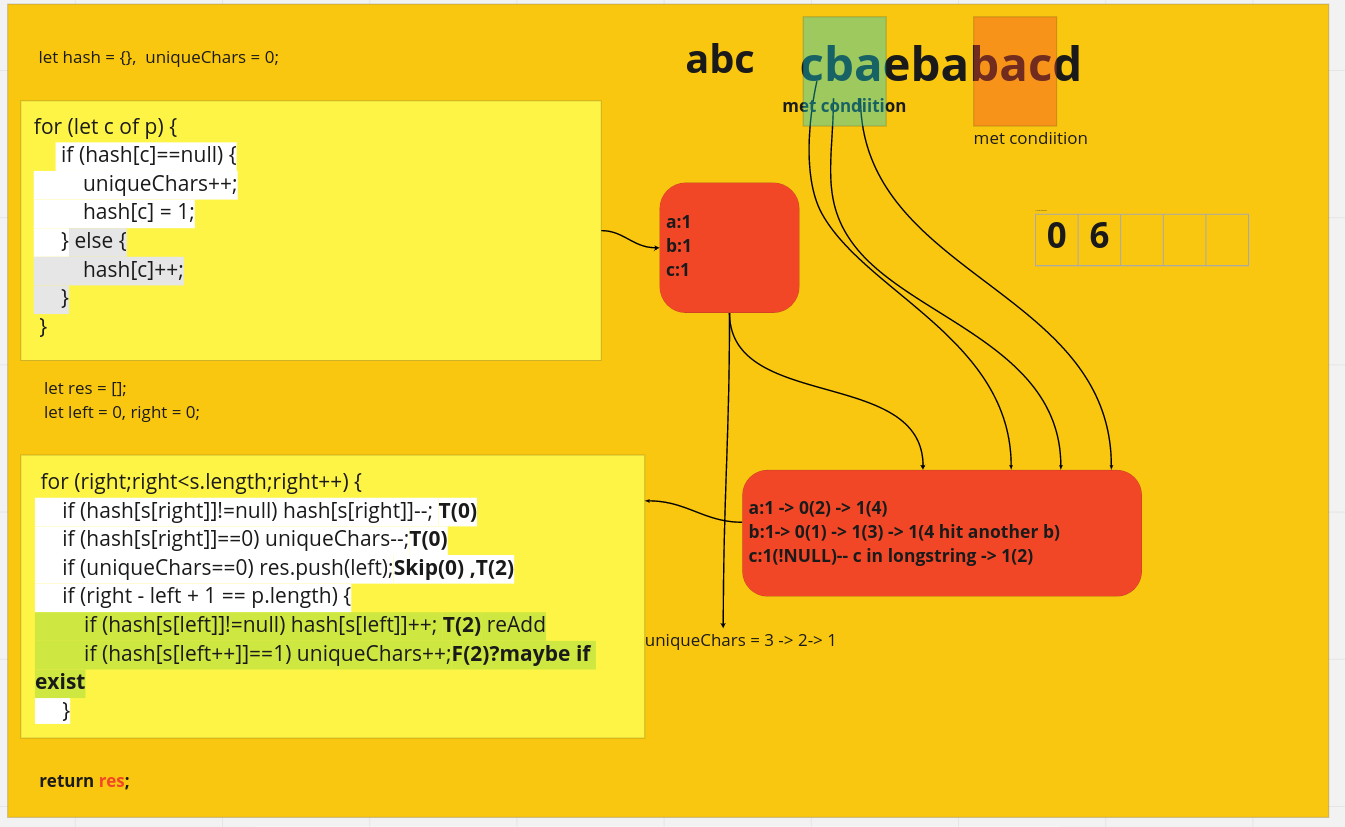 let hash = {},  uniqueChars = 0;
for (let c of p) {
if (hash[c]==null) {
uniqueChars++;
hash[c] = 1;
} else {
hash[c]++;
}
}
let res = [];
let left = 0, right = 0;
for (right;right<s.length;right++) {
if (hash[s[right]]!=null) hash[s[right]]--; T(0)
if (hash[s[right]]==0) uniqueChars--;T(0)
if (uniqueChars==0) res.push(left);Skip(0) ,T(2)
if (right - left + 1 == p.length) {
if (hash[s[left]]!=null) hash[s[left]]++; T(2) reAdd
if (hash[s[left++]]==1) uniqueChars++;F(2)?maybe if
exist
}
return res;
abc
cbaebabacd
met condiition
met condiition
a:1
b:1
c:1
0 6
a:1 -> 0(2) -> 1(4)
b:1-> 0(1) -> 1(3) -> 1(4 hit another b)
c:1(!NULL)-- c in longstring -> 1(2)
uniqueChars = 3 -> 2-> 1